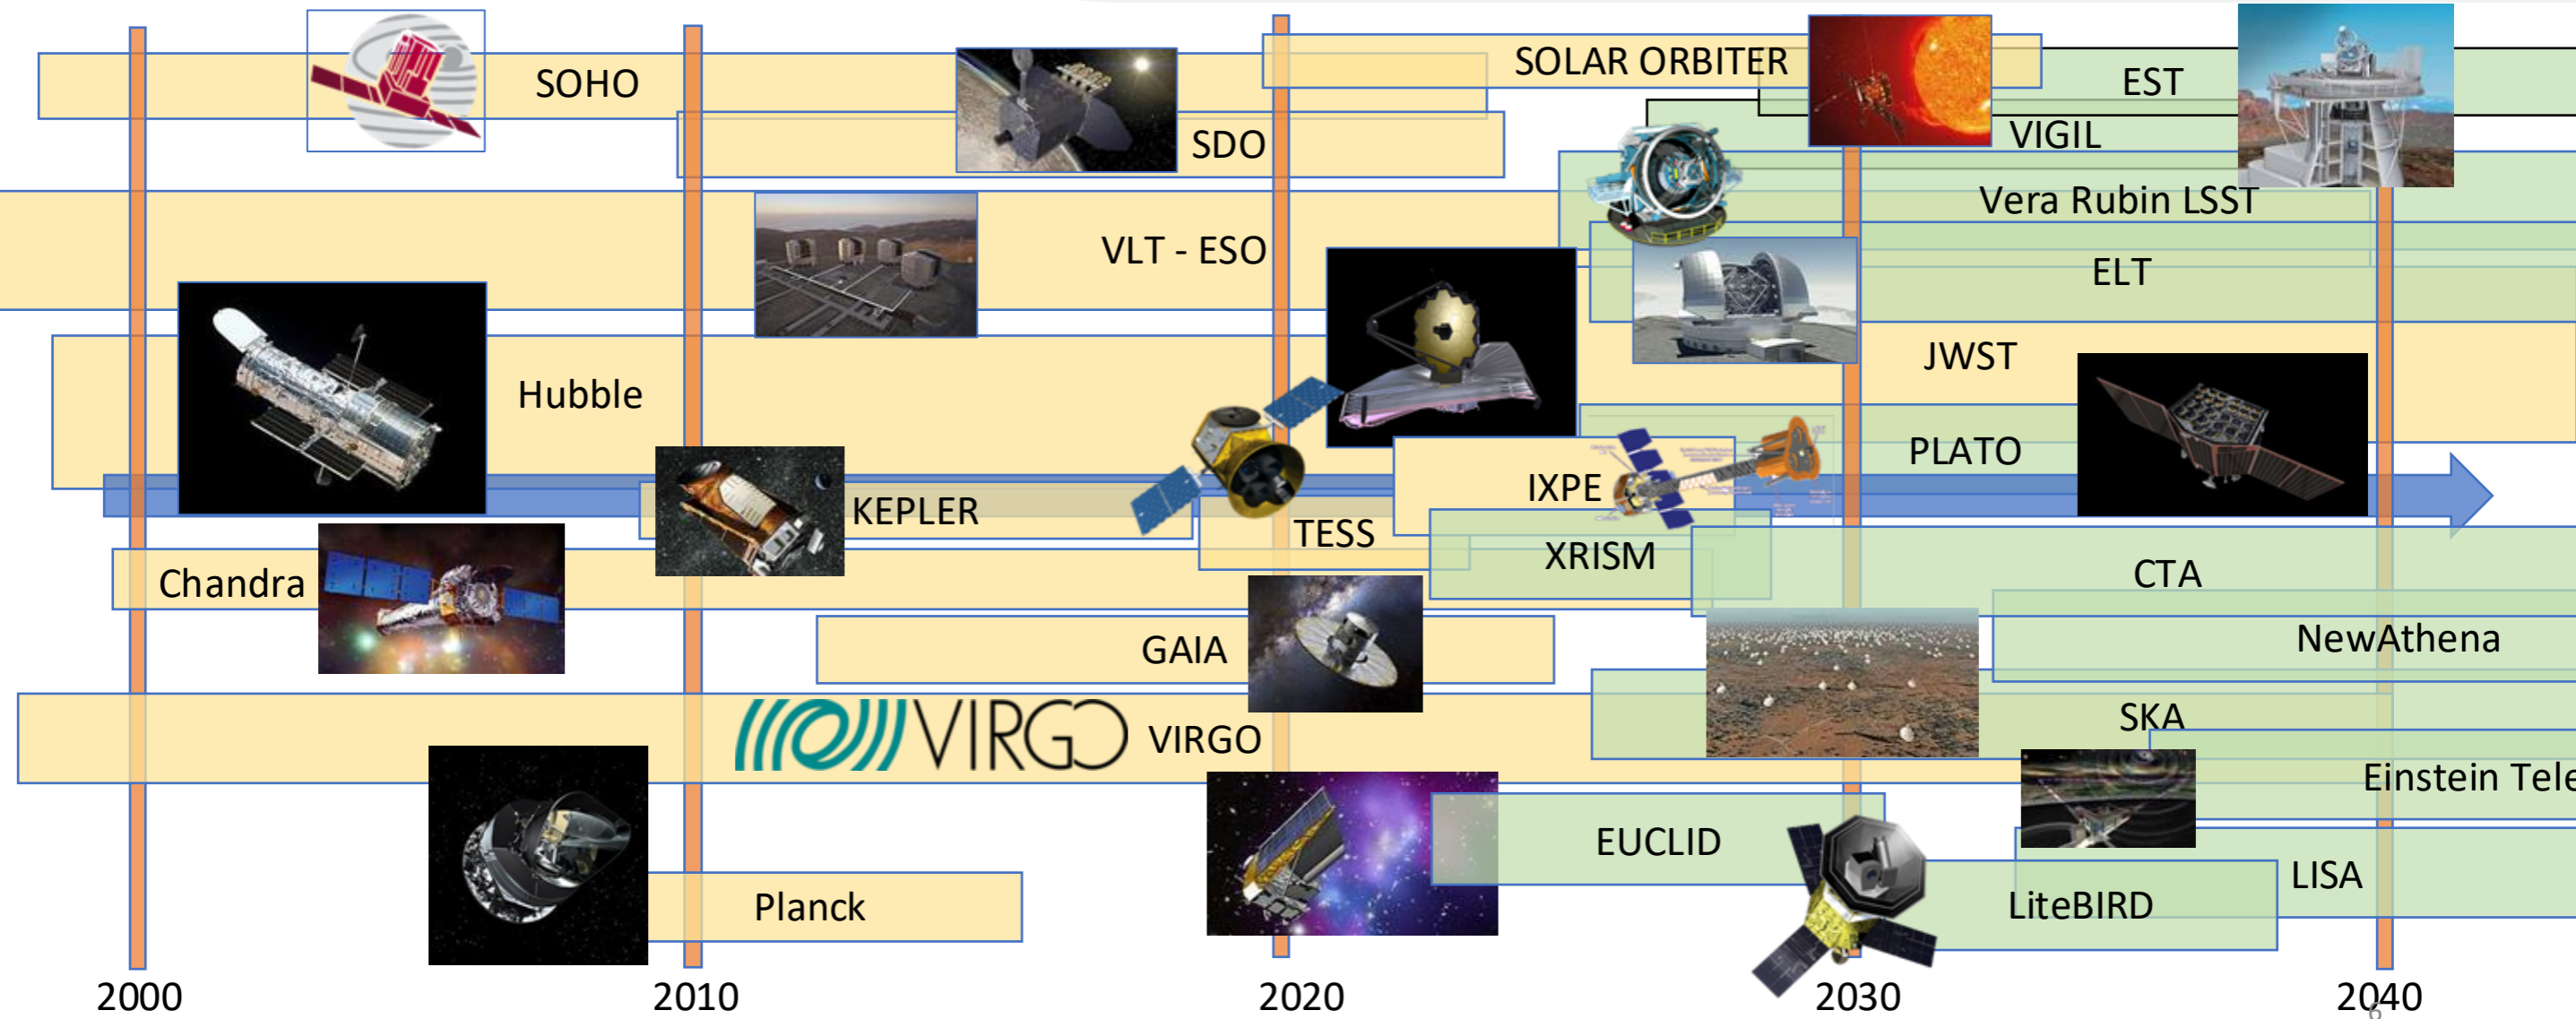 SOHO
SOLAR ORBITER
EST
SDO
VIGIL
Vera Rubin LSST
VLT - ESO
ELT
JWST
Hubble
PLATO
IXPE
KEPLER
TESS
XRISM
CTA
Chandra
NewAthena
GAIA
SKA
VIRGO VIRGO
Einstein Tele
EUCLID
LISA
Planck
LiteBIRD
2000 2010 2020 2030 2040
6